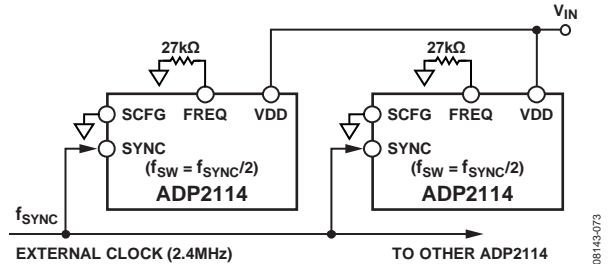 VIN
27kΩ
27kΩ
SCFG FREQ VDD
SCFG FREQ VDD
SYNC
SYNC
(fSW = fSYNC/2)
(fSW = fSYNC/2)
ADP2114
ADP2114
fSYNC
EXTERNAL CLOCK (2.4MHz)
TO OTHER ADP2114
08143-073